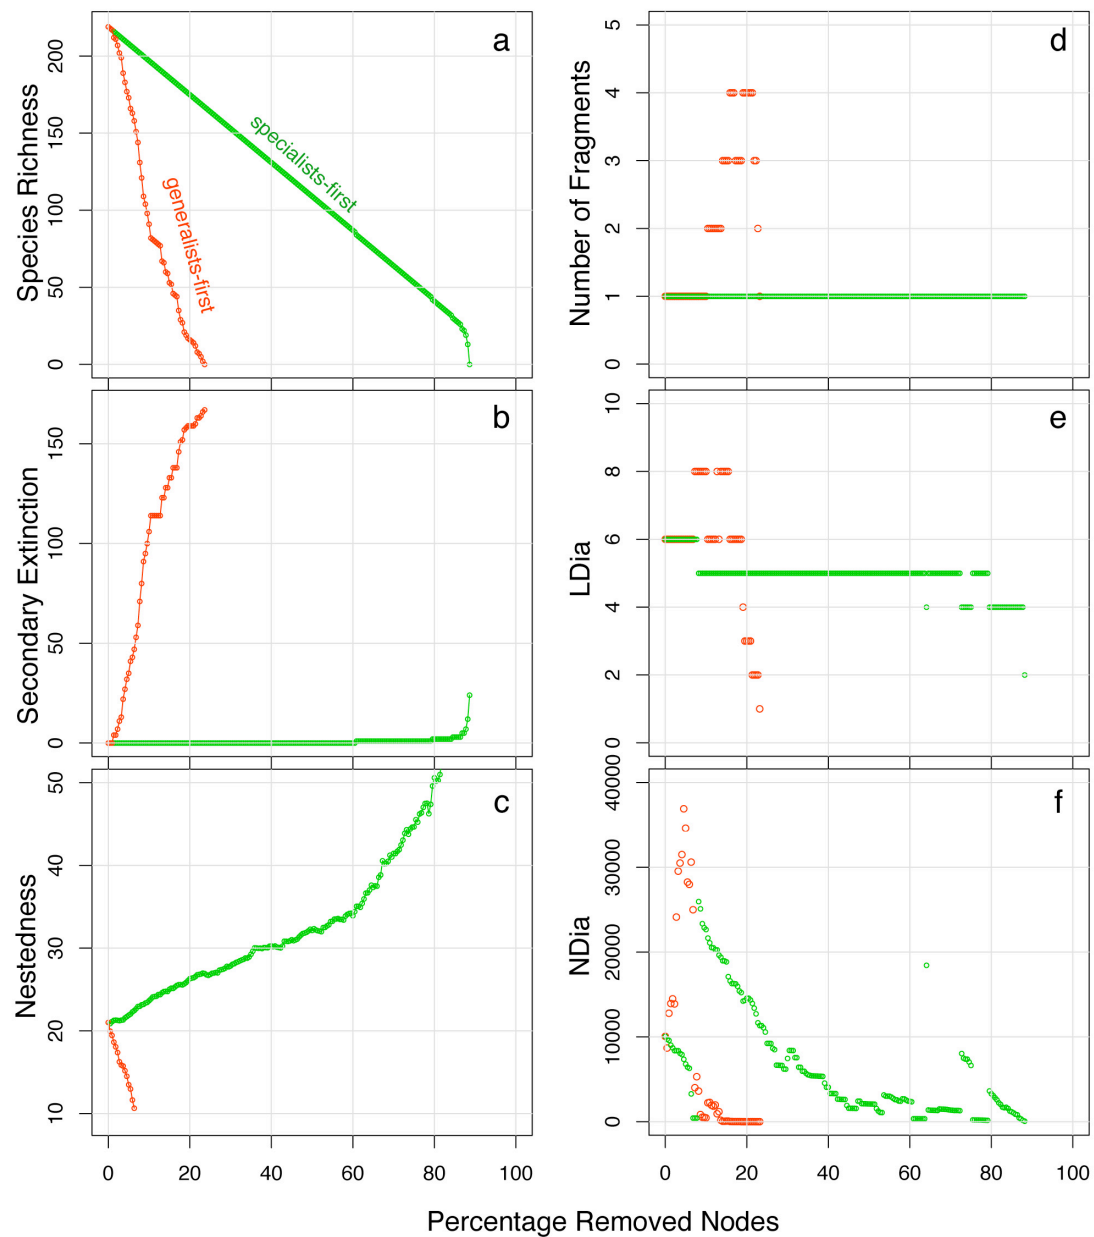 a
Species Richness
0 50 100 150 200
specialists-first
generalists-first
b
Secondary Extinction
0 50 100 150
c
Nestedness
10 20 30 40 50
0 20 40 60 80 100
d
Number of Fragments
0 1 2 3 4 5
e
LDia
0 2 4 6 8 10
f
NDia
0 10000 20000 30000 40000
0 20 40 60 80 100
Percentage Removed Nodes